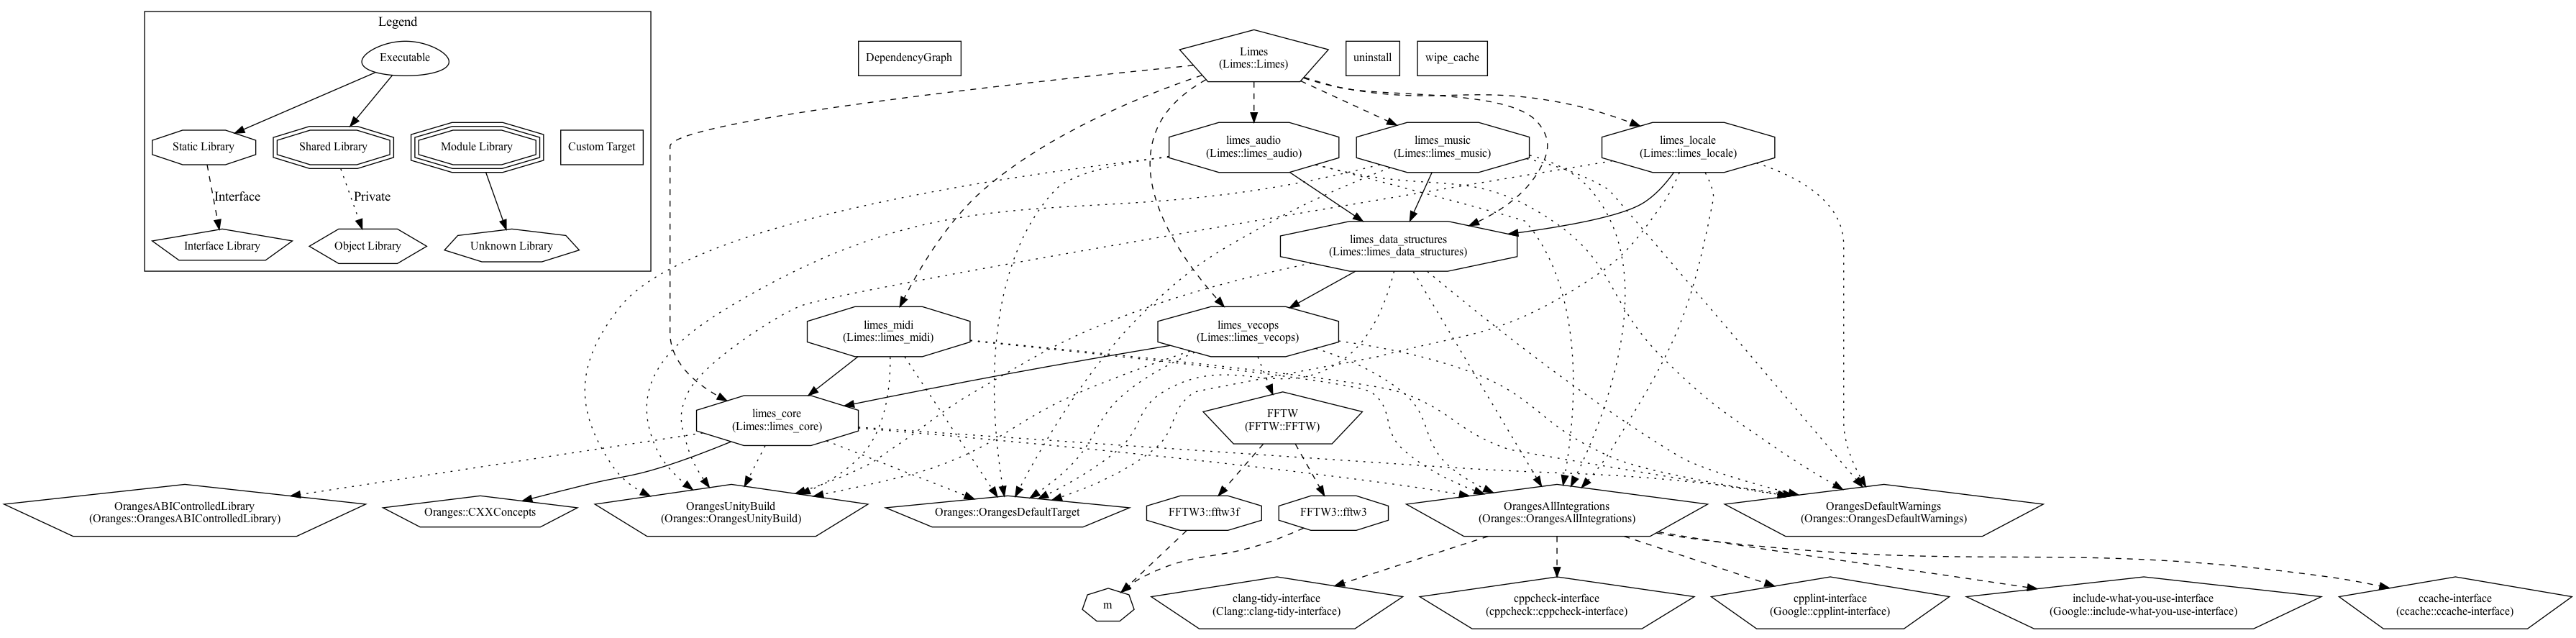 Legend
Executable
Static Library
Shared Library
Module Library
Custom Target
Interface
Private
Interface Library
Object Library
Unknown Library
DependencyGraph
Limes
(Limes::Limes)
uninstall
wipe_cache
limes_audio
(Limes::limes_audio)
limes_music
(Limes::limes_music)
limes_locale
(Limes::limes_locale)
limes_data_structures
(Limes::limes_data_structures)
limes_midi
(Limes::limes_midi)
limes_vecops
(Limes::limes_vecops)
limes_core
(Limes::limes_core)
FFTW
(FFTW::FFTW)
OrangesABIControlledLibrary
(Oranges::OrangesABIControlledLibrary)
Oranges::CXXConcepts
OrangesUnityBuild
(Oranges::OrangesUnityBuild)
Oranges::OrangesDefaultTarget
FFTW3::fftw3f
FFTW3::fftw3
OrangesAllIntegrations
(Oranges::OrangesAllIntegrations)
OrangesDefaultWarnings
(Oranges::OrangesDefaultWarnings)
m
clang-tidy-interface
(Clang::clang-tidy-interface)
cppcheck-interface
(cppcheck::cppcheck-interface)
cpplint-interface
(Google::cpplint-interface)
include-what-you-use-interface
(Google::include-what-you-use-interface)
ccache-interface
(ccache::ccache-interface)